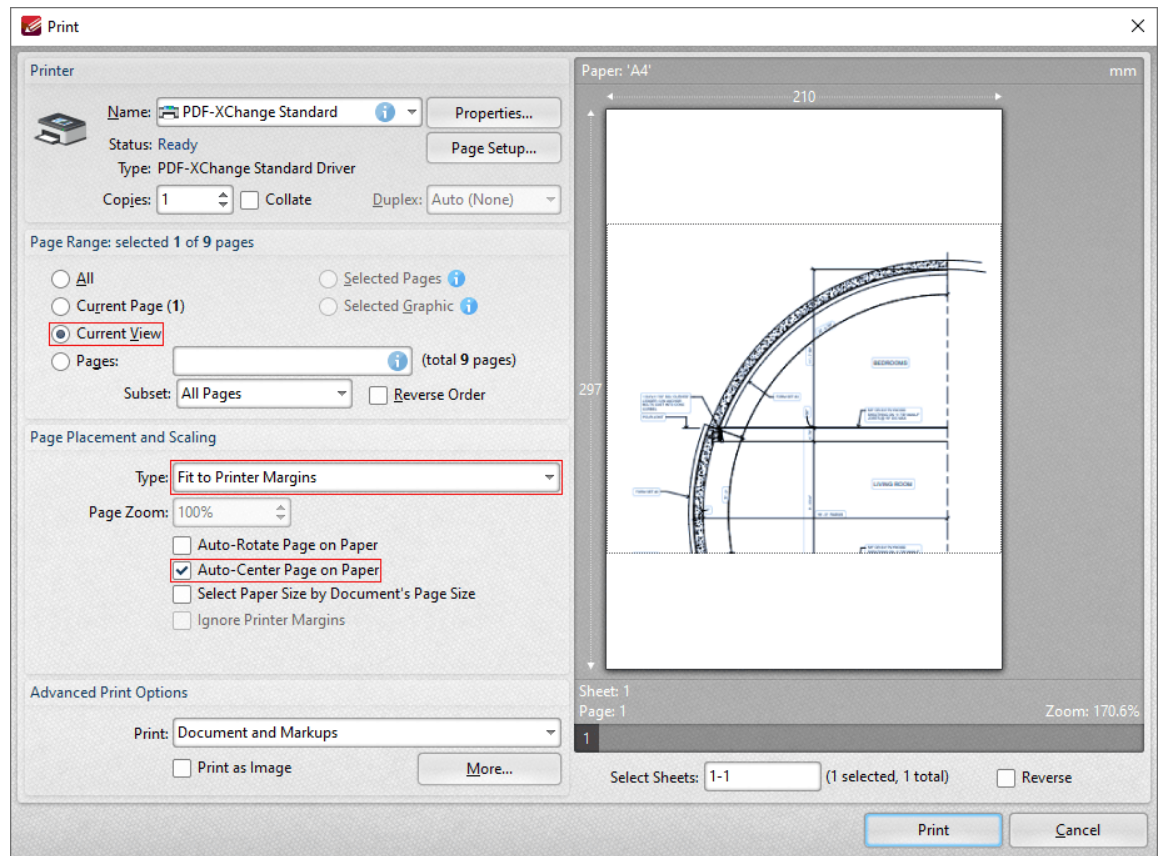 Print
Printer
Name: PDF-XChange Standard
Properties...
Status: Ready
Page Setup...
Type: PDF-XChange Standard Driver
Copies: 1
Collate
Duplex: Auto (None)
Page Range: selected 1 of 9 pages
All
Selected Pages
Current Page (1)
Selected Graphic
Current View
Pages:
(total 9 pages)
Subset: All Pages
Reverse Order
Page Placement and Scaling
Type: Fit to Printer Margins
Page Zoom: 100%
Auto-Rotate Page on Paper
Auto-Center Page on Paper
Select Paper Size by Document's Page Size
Ignore Printer Margins
Advanced Print Options
Print: Document and Markups
Print as Image
More...
Paper: 'A4'
mm
210
297
BEDROOMS
LIVING ROOM
Sheet: 1
Page: 1
Zoom: 170.6%
1
Select Sheets: 1-1
(1 selected, 1 total)
Reverse
Print
Cancel